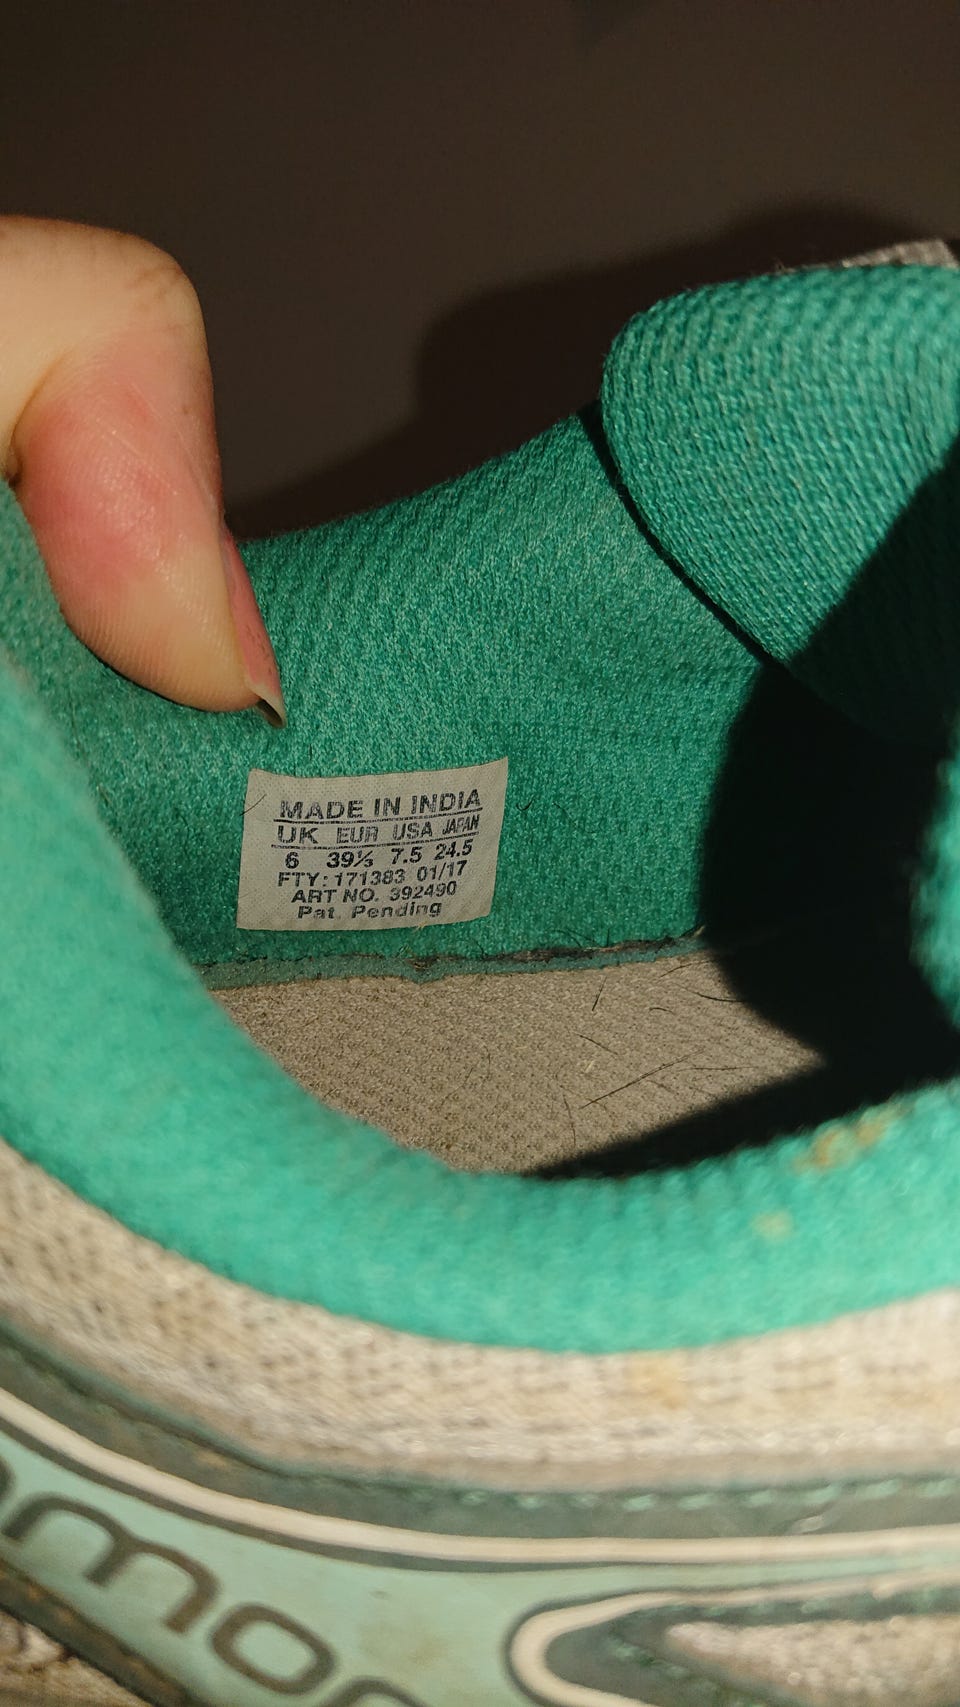 MADE IN INDIA
UK EUR USA JAPAN
6 39⅓ 7.5 24.5
FTY: 171383 01/17
ART NO. 392490
Pat. Pending
omon